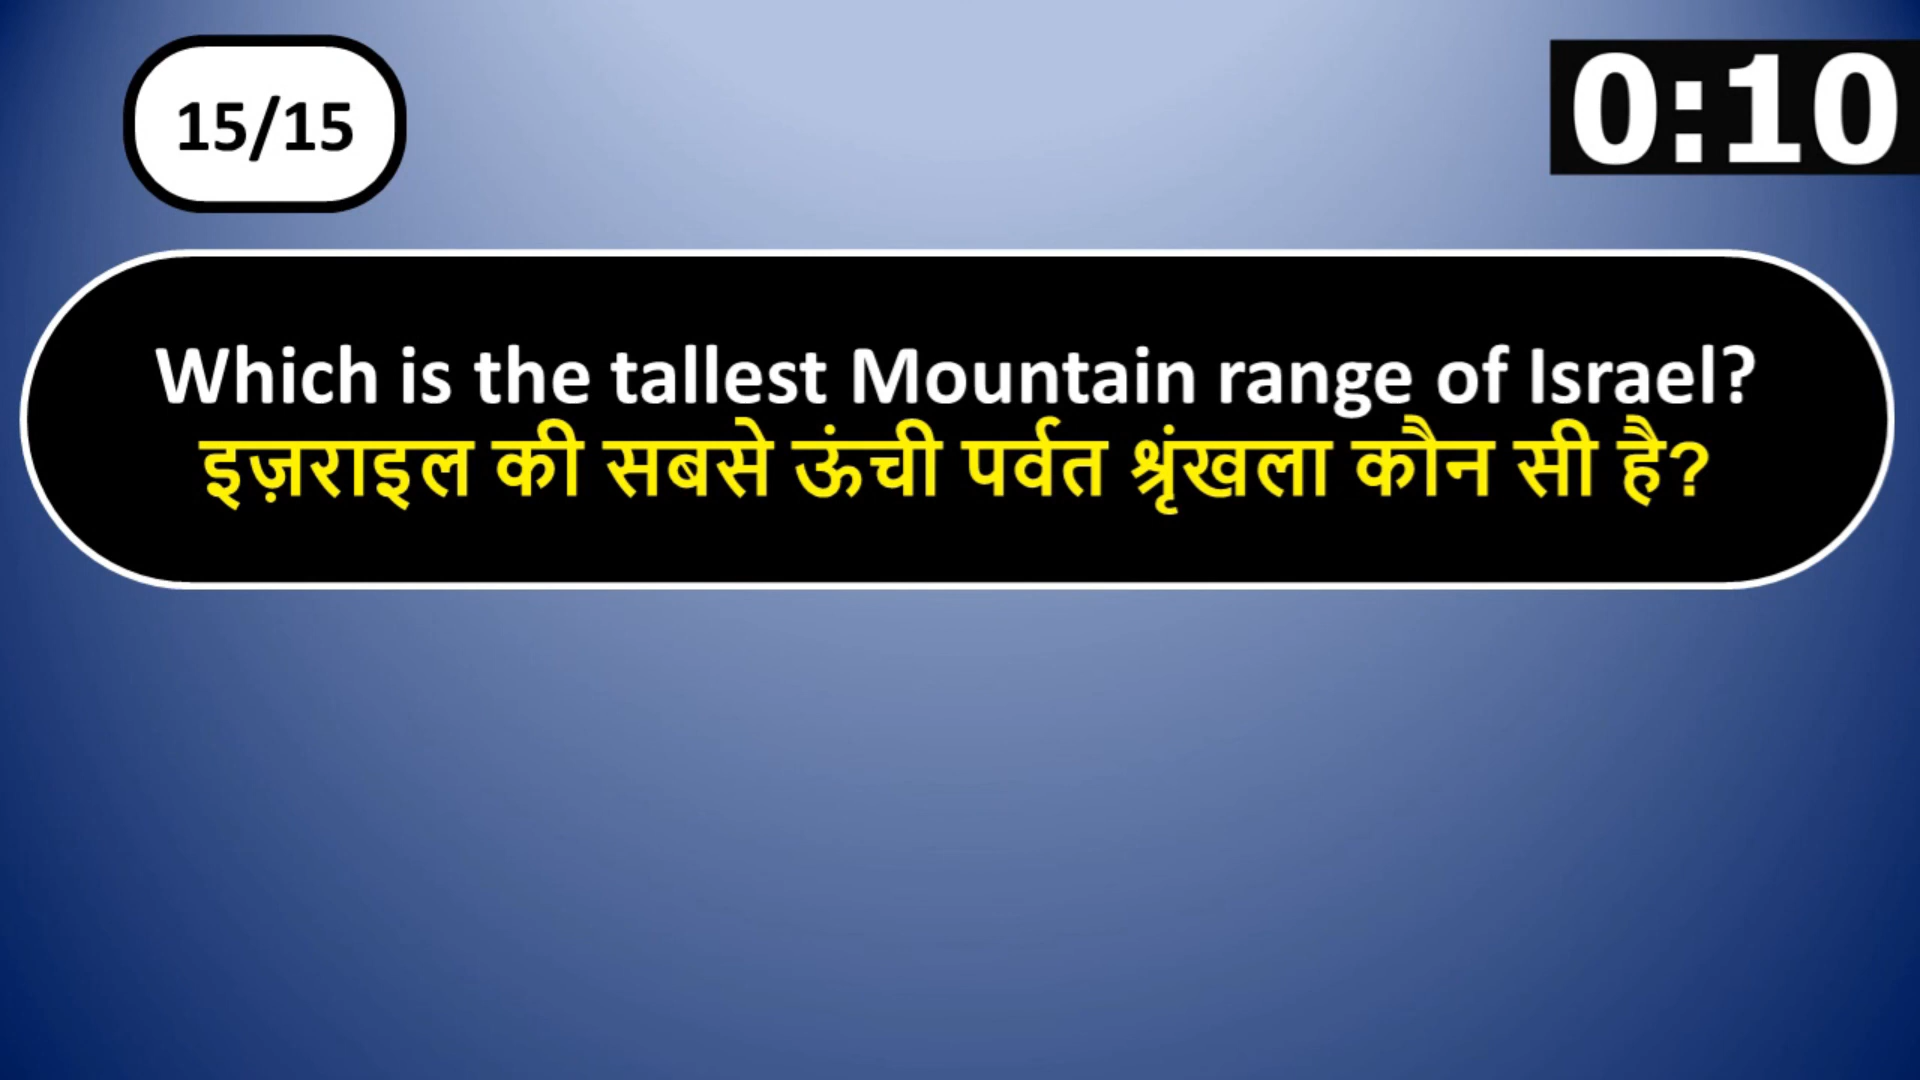 15/15
0:10
Which is the tallest Mountain range of Israel?
इज़राइल की सबसे ऊंची पर्वत श्रृंखला कौन सी है?